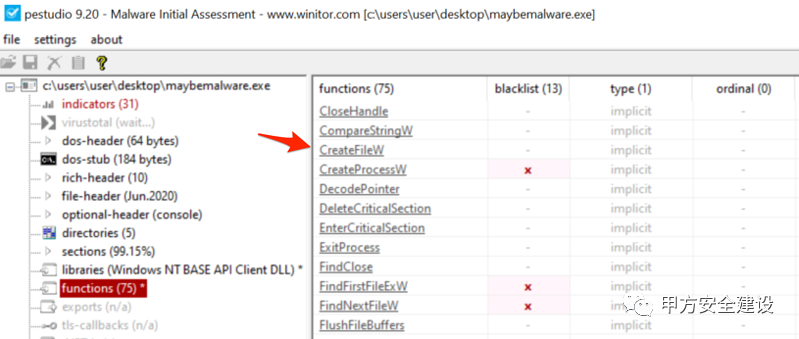 pestudio 9.20 - Malware Initial Assessment - www.winitor.com [c:\users\user\desktop\maybemalware.exe]
file settings about
c:\users\user\desktop\maybemalware.exe
indicators (31)
virustotal (wait...)
dos-header (64 bytes)
dos-stub (184 bytes)
rich-header (10)
file-header (Jun.2020)
optional-header (console)
directories (5)
sections (99.15%)
libraries (Windows NT BASE API Client DLL) *
functions (75) *
exports (n/a)
tls-callbacks (n/a)
functions (75) blacklist (13) type (1) ordinal (0)
CloseHandle - implicit -
CompareStringW - implicit -
CreateFileW - implicit -
CreateProcessW x implicit -
DecodePointer - implicit -
DeleteCriticalSection - implicit -
EnterCriticalSection - implicit -
ExitProcess - implicit -
FindClose - implicit -
FindFirstFileExW x implicit -
FindNextFileW x implicit -
FlushFileBuffers - implicit -
甲方安全建设